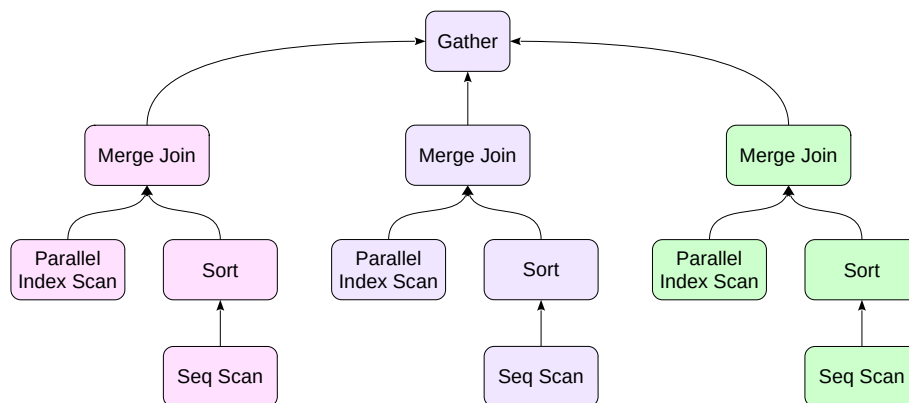 Gather
Merge Join
Merge Join
Merge Join
Parallel
Index Scan
Sort
Parallel
Index Scan
Sort
Parallel
Index Scan
Sort
Seq Scan
Seq Scan
Seq Scan